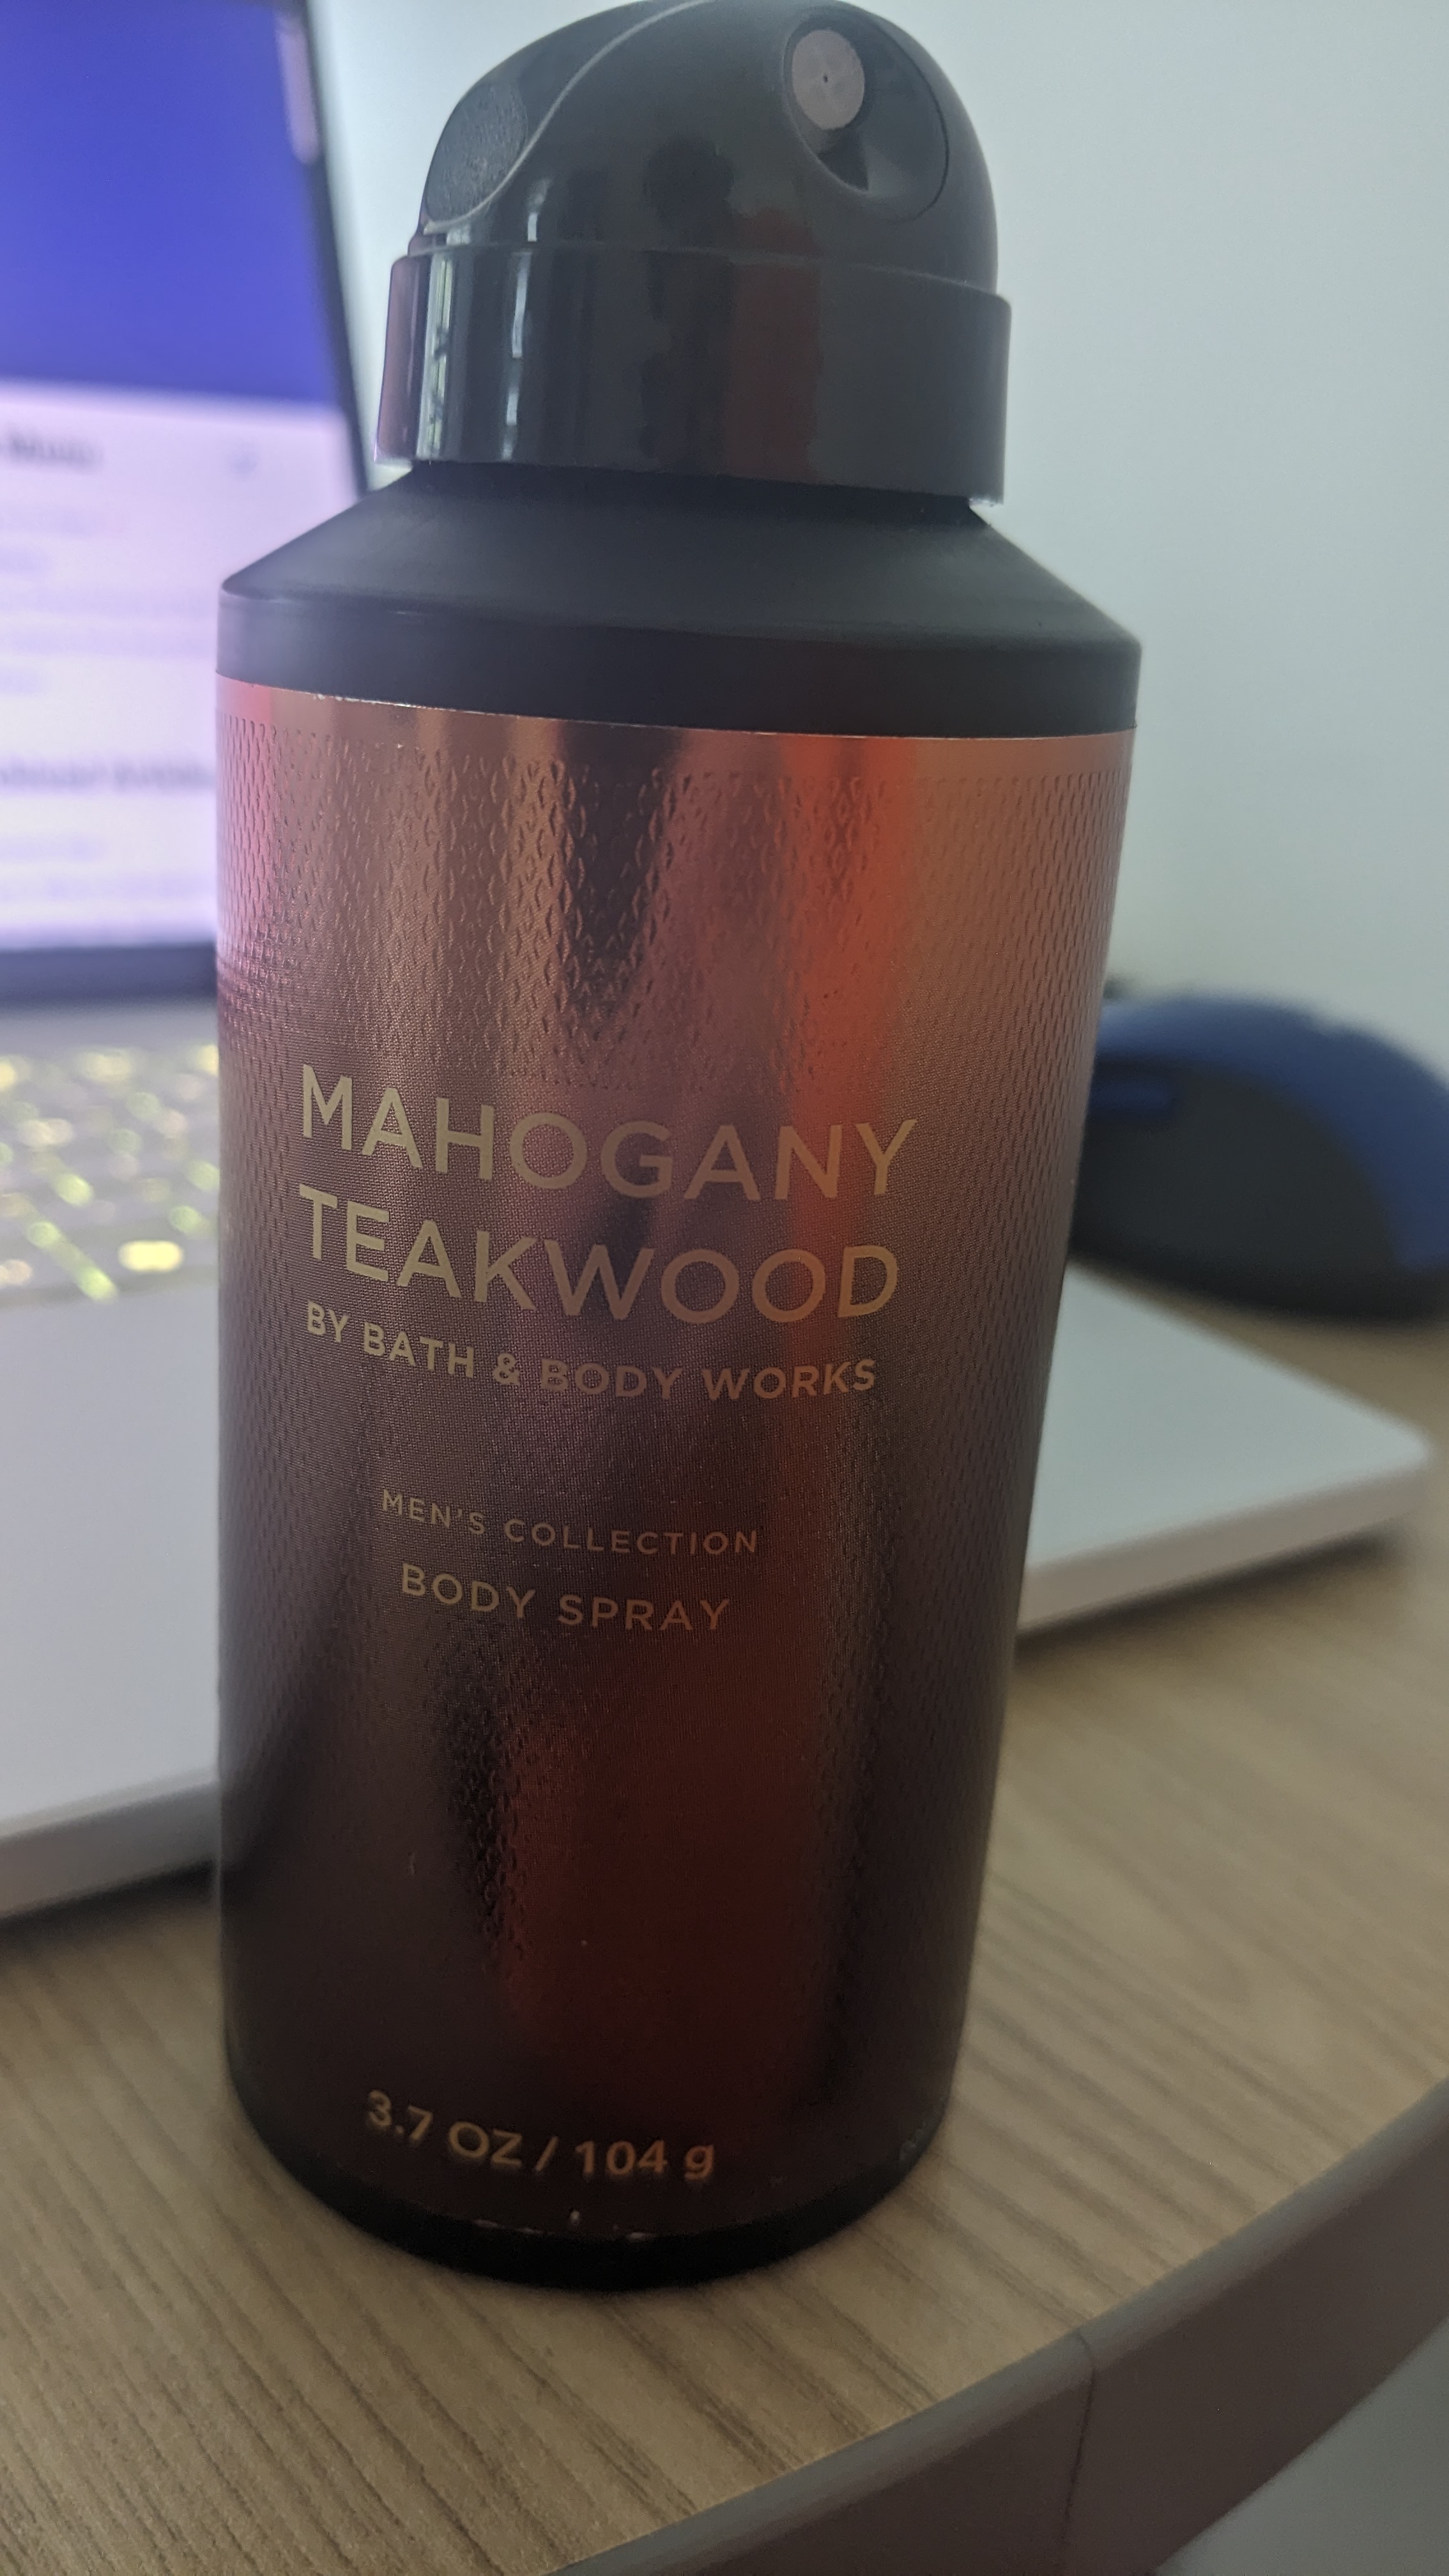 MAHOGANY
TEAKWOOD
BY BATH & BODY WORKS
MEN'S COLLECTION
BODY SPRAY
3.7 OZ / 104 g